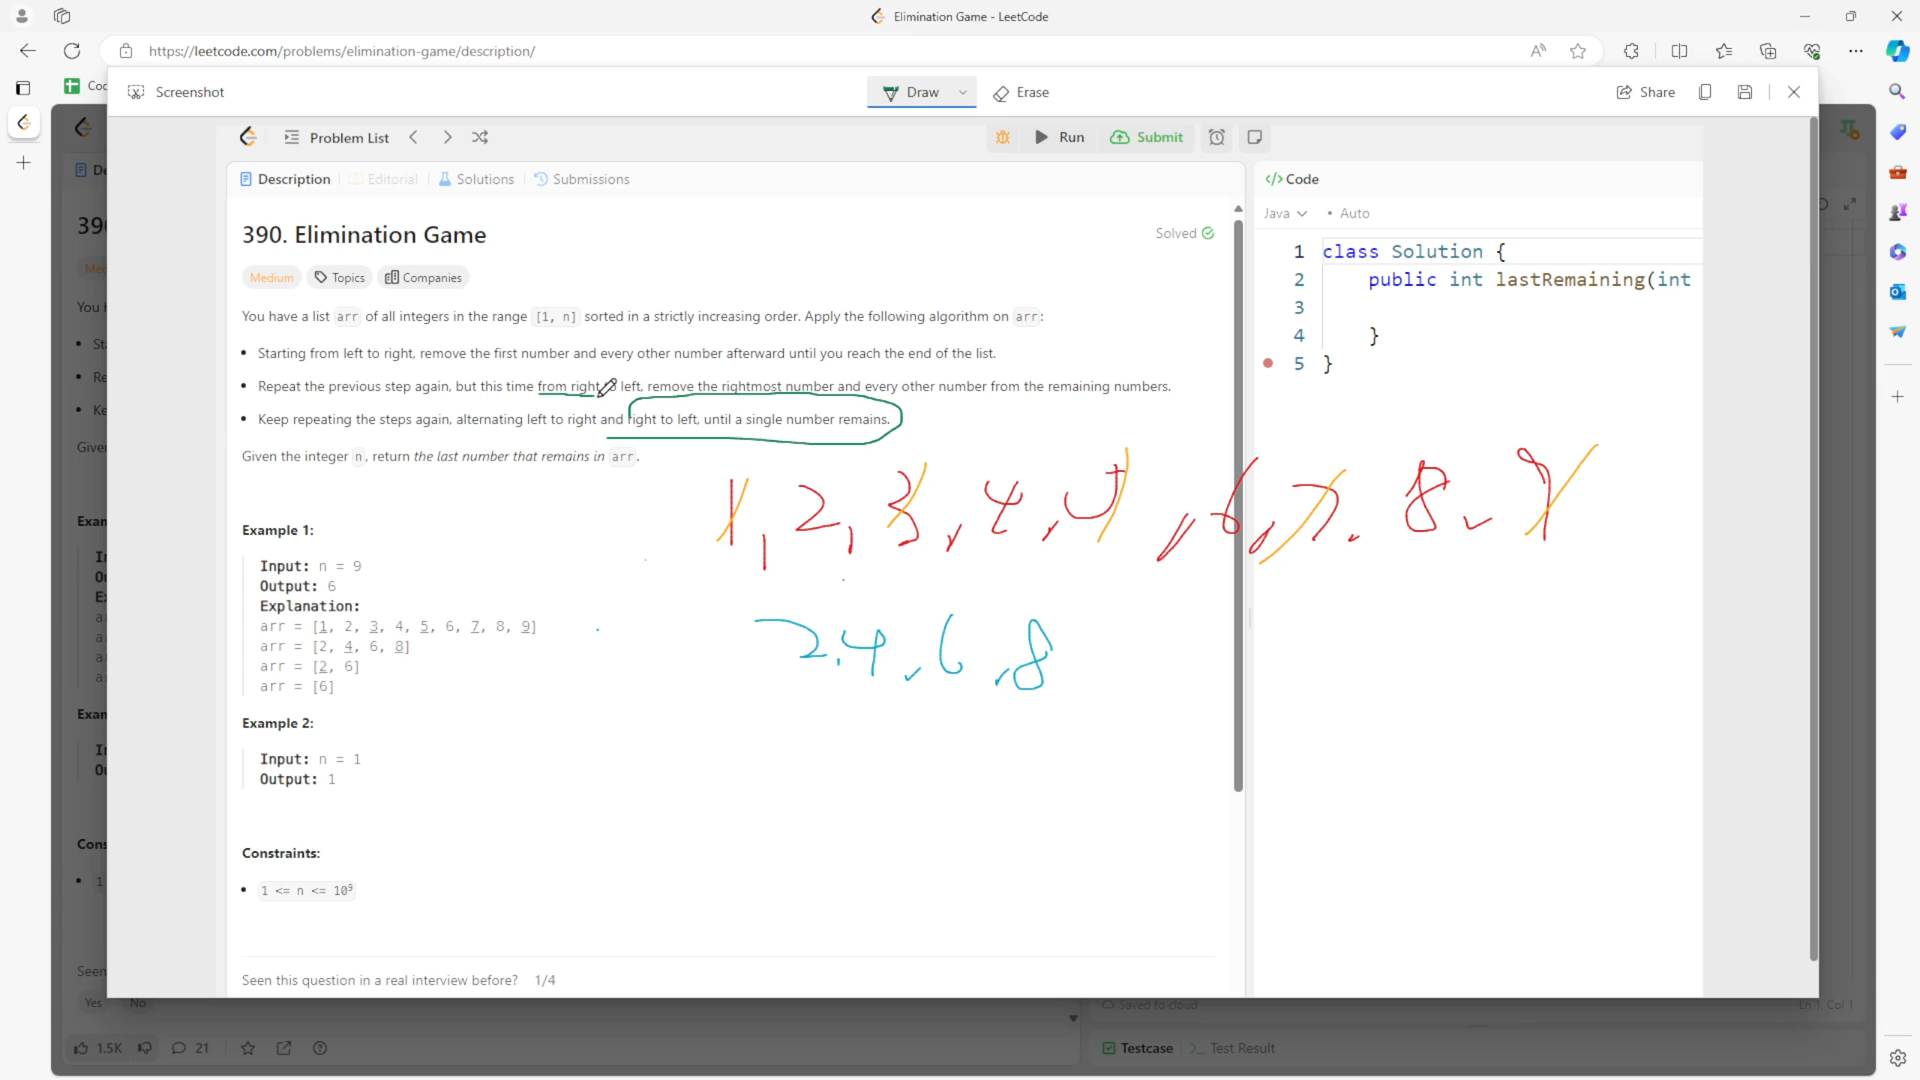 Elimination Game - LeetCode
https://leetcode.com/problems/elimination-game/description/
Screenshot
Draw
Erase
Share
Problem List
Run
Submit
Description
Editorial
Solutions
Submissions
</> Code
Java
• Auto
390. Elimination Game
Solved
Medium
Topics
Companies
You have a list arr of all integers in the range [1, n] sorted in a strictly increasing order. Apply the following algorithm on arr:
• Starting from left to right, remove the first number and every other number afterward until you reach the end of the list.
• Repeat the previous step again, but this time from right to left, remove the rightmost number and every other number from the remaining numbers.
• Keep repeating the steps again, alternating left to right and right to left, until a single number remains.
Given the integer n, return the last number that remains in arr.
1, 2, 3, 4, 5, 6, 7, 8, 9
Example 1:
Input: n = 9
Output: 6
Explanation:
arr = [1, 2, 3, 4, 5, 6, 7, 8, 9]
arr = [2, 4, 6, 8]
arr = [2, 6]
arr = [6]
2, 4, 6, 8
Example 2:
Input: n = 1
Output: 1
Constraints:
• 1 <= n <= 10⁹
Seen this question in a real interview before? 1/4
1 class Solution {
2 public int lastRemaining(int
3
4 }
5 }
Yes
No
1.5K
21
Saved to cloud
Ln 1, Col 1
Testcase
Test Result